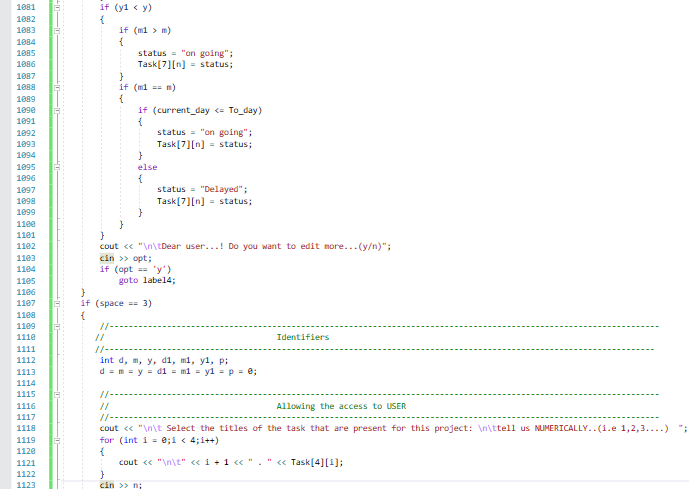 1081 if (y1 < y)
1082 {
1083 if (m1 > m)
1084 {
1085 status = "on going";
1086 Task[7][n] = status;
1087 }
1088 if (m1 == m)
1089 {
1090 if (current_day <= To_day)
1091 {
1092 status = "on going";
1093 Task[7][n] = status;
1094 }
1095 else
1096 {
1097 status = "Delayed";
1098 Task[7][n] = status;
1099 }
1100 }
1101 }
1102 cout << "\n\tDear user...! Do you want to edit more...(y/n)";
1103 cin >> opt;
1104 if (opt == 'y')
1105 goto label4;
1106 }
1107 if (space == 3)
1108 {
1109 //------------------------------------------------------------------------------------------------------------------
1110 // Identifiers
1111 //------------------------------------------------------------------------------------------------------------------
1112 int d, m, y, d1, m1, y1, p;
1113 d = m = y = d1 = m1 = y1 = p = 0;
1114
1115 //------------------------------------------------------------------------------------------------------------------
1116 // Allowing the access to USER
1117 //------------------------------------------------------------------------------------------------------------------
1118 cout << "\n\t Select the titles of the task that are present for this project: \n\ttell us NUMERICALLY..(i.e 1,2,3....)  ";
1119 for (int i = 0;i < 4;i++)
1120 {
1121 cout << "\n\t" << i + 1 << " . " << Task[4][i];
1122 }
1123 cin >> n;